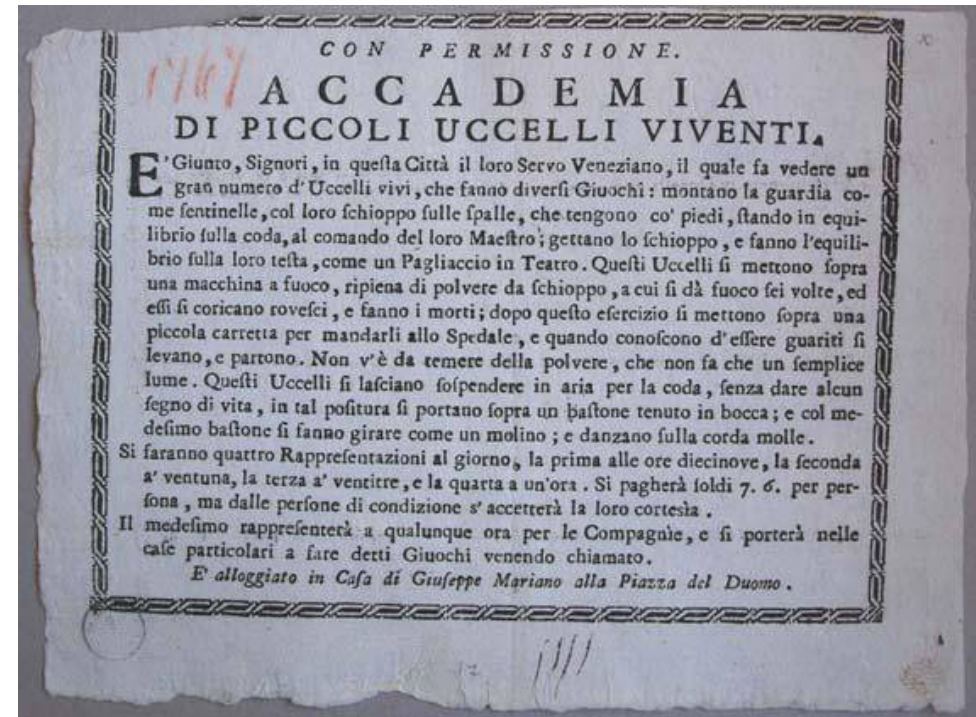 CON PERMISSIONE.
1767
ACCADEMIA
DI PICCOLI UCCELLI VIVENTI.
E'Giunto, Signori, in queſta Città il loro Servo Veneziano, il quale fa vedere un
gran numero d'Uccelli vivi, che fanno diverſi Giuochi: montano la guardia co-
me ſentinelle, col loro ſchioppo ſulle ſpalle, che tengono co' piedi, ſtando in equi-
librio ſulla coda, al comando del loro Maeſtro; gettano lo ſchioppo, e fanno l'equili-
brio ſulla loro teſta, come un Pagliaccio in Teatro. Queſti Uccelli ſi mettono ſopra
una macchina a fuoco, ripiena di polvere da ſchioppo, a cui ſi dà fuoco ſei volte, ed
eſſi ſi coricano roveſci, e fanno i morti; dopo queſto eſercizio ſi mettono ſopra una
piccola carretta per mandarli allo Spedale, e quando conoſcono d'eſſere guariti ſi
levano, e partono. Non v'è da temere della polvere, che non fa che un ſemplice
lume. Queſti Uccelli ſi laſciano ſoſpendere in aria per la coda, ſenza dare alcun
ſegno di vita, in tal poſitura ſi portano ſopra un baſtone tenuto in bocca; e col me-
deſimo baſtone ſi fanno girare come un molino; e danzano ſulla corda molle.
Si faranno quattro Rappreſentazioni al giorno, la prima alle ore diecinove, la ſeconda
a' ventuna, la terza a' ventitre, e la quarta a un'ora. Si pagherà ſoldi 7. 6. per per-
ſona, ma dalle perſone di condizione s'accetterà la loro corteſìa.
Il medeſimo rappreſenterà a qualunque ora per le Compagnìe, e ſi porterà nelle
caſe particolari a fare detti Giuochi venendo chiamato.
E' alloggiato in Caſa di Giuſeppe Mariano alla Piazza del Duomo.